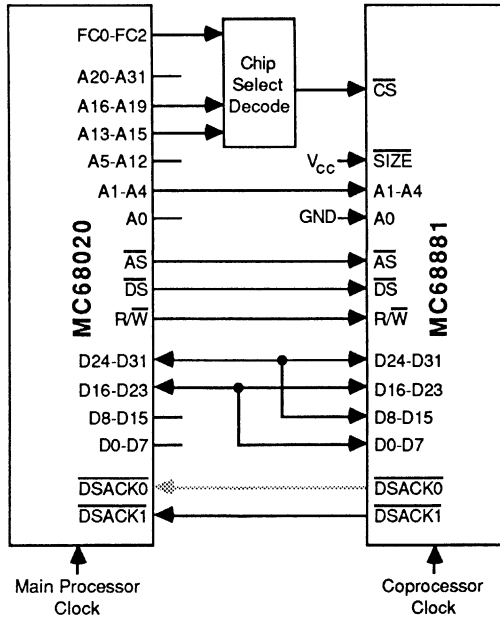 FC0-FC2
A20-A31
A16-A19
A13-A15
A5-A12
A1-A4
A0
AS
DS
R/W
D24-D31
D16-D23
D8-D15
D0-D7
DSACK0
DSACK1
MC68020
Chip
Select
Decode
VCC
GND
CS
SIZE
A1-A4
A0
AS
DS
R/W
D24-D31
D16-D23
D8-D15
D0-D7
DSACK0
DSACK1
MC68881
Main Processor
Clock
Coprocessor
Clock